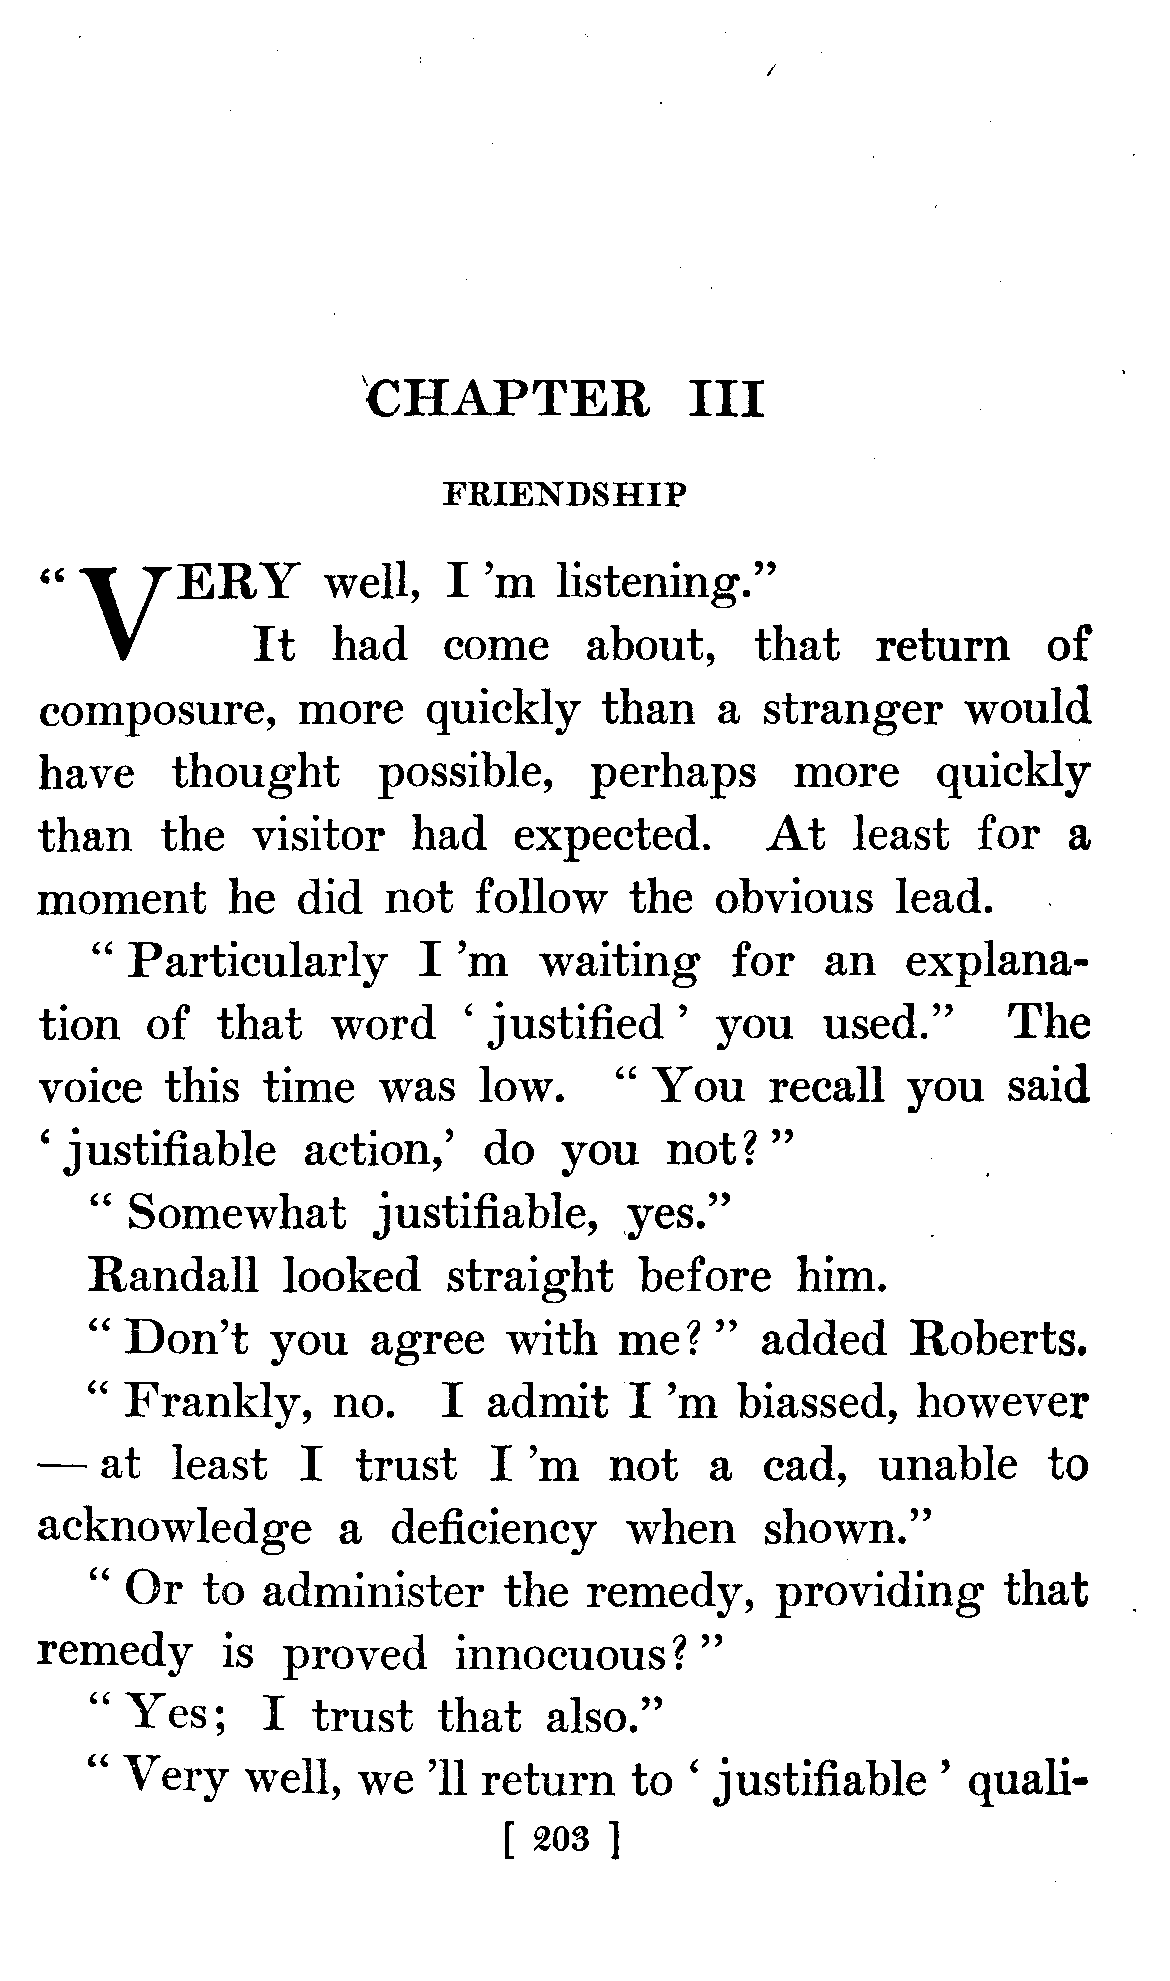 CHAPTER III
FRIENDSHIP
“VERY well, I ’m listening.”
It had come about, that return of
composure, more quickly than a stranger would
have thought possible, perhaps more quickly
than the visitor had expected. At least for a
moment he did not follow the obvious lead.
“ Particularly I ’m waiting for an explana-
tion of that word ‘ justified ’ you used.” The
voice this time was low. “ You recall you said
‘ justifiable action,’ do you not? ”
“ Somewhat justifiable, yes.”
Randall looked straight before him.
“ Don’t you agree with me? ” added Roberts.
“ Frankly, no. I admit I ’m biassed, however
— at least I trust I ’m not a cad, unable to
acknowledge a deficiency when shown.”
“ Or to administer the remedy, providing that
remedy is proved innocuous? ”
“ Yes; I trust that also.”
“ Very well, we ’ll return to ‘ justifiable ’ quali-
[ 203 ]